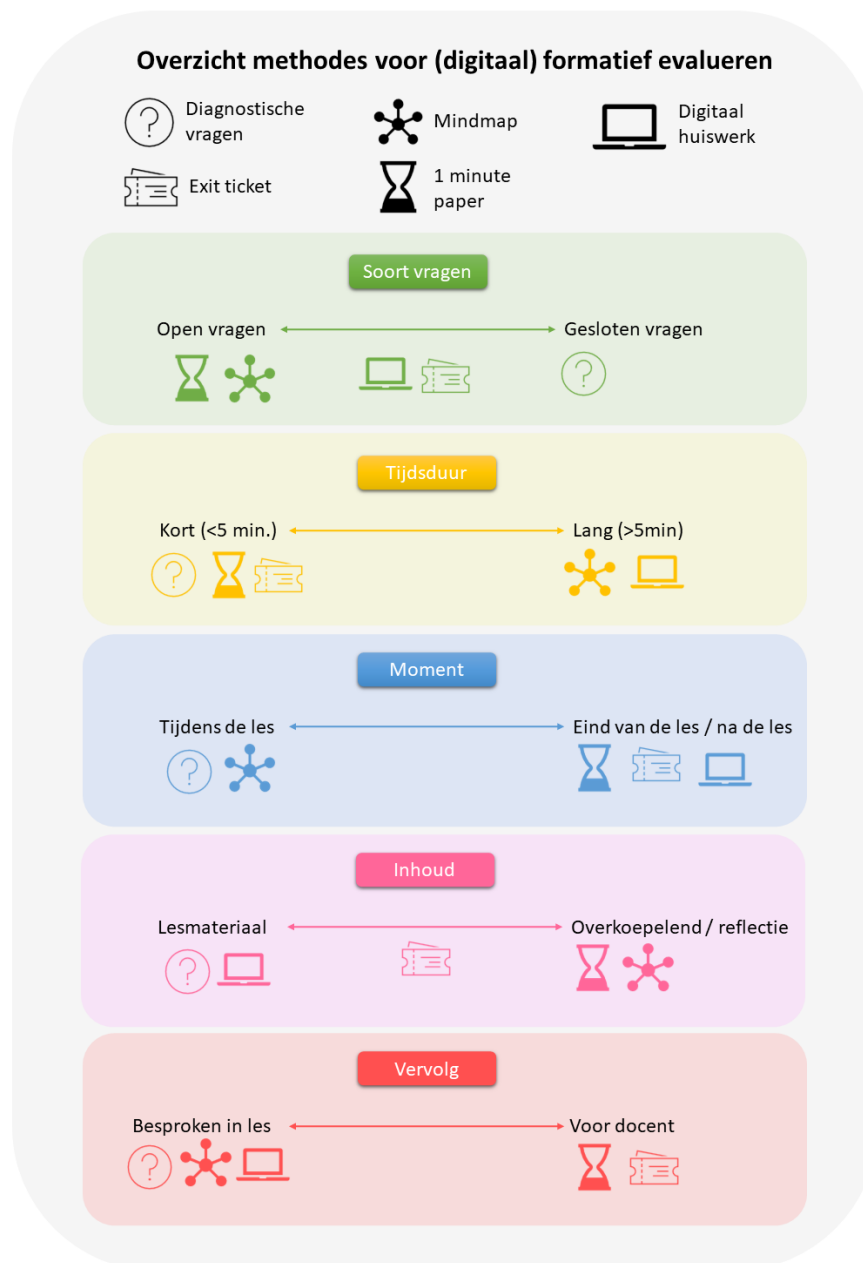 Overzicht methodes voor (digitaal) formatief evalueren
Diagnostische
vragen
Mindmap
Digitaal
huiswerk
Exit ticket
1 minute
paper
Soort vragen
Open vragen
Gesloten vragen
Tijdsduur
Kort (<5 min.)
Lang (>5min)
Moment
Tijdens de les
Eind van de les / na de les
Inhoud
Lesmateriaal
Overkoepelend / reflectie
Vervolg
Besproken in les
Voor docent